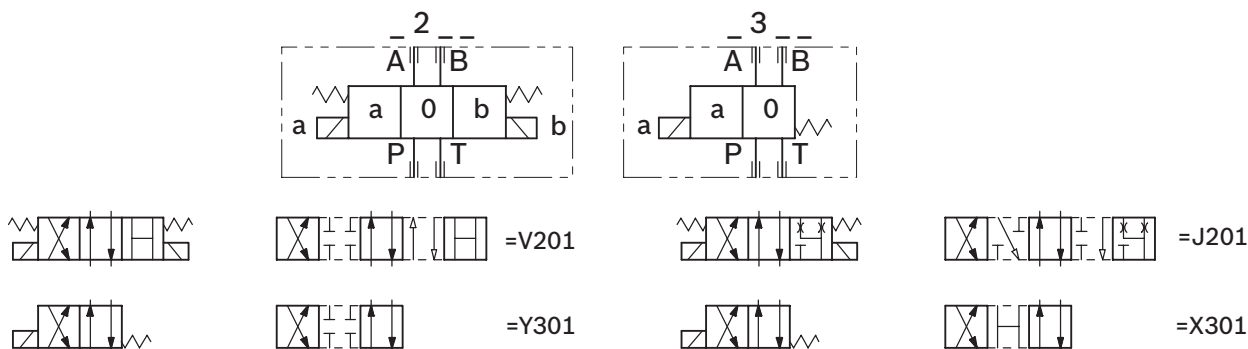 _ 2 _ _
_ 3 _ _
A B
A B
a 0 b
a 0
a b
a
P T
P T
=V201
=J201
=Y301
=X301